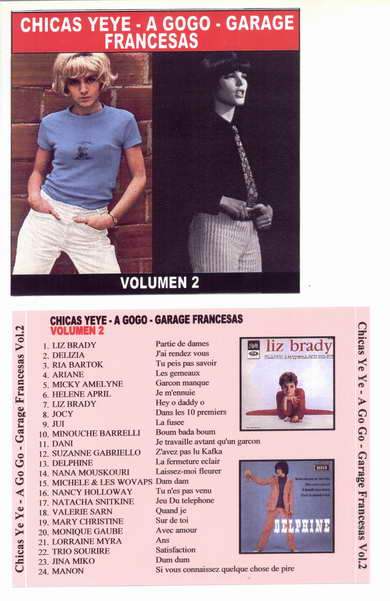 CHICAS YEYE - A GOGO - GARAGE
FRANCESAS
VOLUMEN 2
CHICAS YEYE - A GOGO - GARAGE FRANCESAS
VOLUMEN 2
1. LIZ BRADY Partie de dames
2. DELIZIA J'ai rendez vous
3. RIA BARTOK Tu peis pas savoir
4. ARIANE Les gemeaux
5. MICKY AMELYNE Garcon manque
6. HELENE APRIL Je m'ennuie
7. LIZ BRADY Hey o daddy o
8. JOCY Dans les 10 premiers
9. JUI La fusee
10. MINOUCHE BARRELLI Boum bada boum
11. DANI Je travaille avtant qu'un garcon
12. SUZANNE GABRIELLO Z'avez pas lu Kafka
13. DELPHINE La fermeture eclair
14. NANA MOUSKOURI Laissez-moi fleurer
15. MICHELE & LES WOVAPS Dam dam
16. NANCY HOLLOWAY Tu n'es pas venu
17. NATACHA SNITKINE Jeu Du telephone
18. VALERIE SARN Quand je
19. MARY CHRISTINE Sur de toi
20. MONIQUE GAUBE Avec amour
21. LORRAINE MYRA Ans
22. TRIO SOURIRE Satisfaction
23. JINA MIKO Dum dum
24. MANON Si vous connaissez quelque chose de pire
Chicas Ye Ye - A Go Go - Garage Francesas Vol.2
Chicas Ye Ye - A Go Go - Garage Francesas Vol.2
liz brady
DECCA
DELPHINE